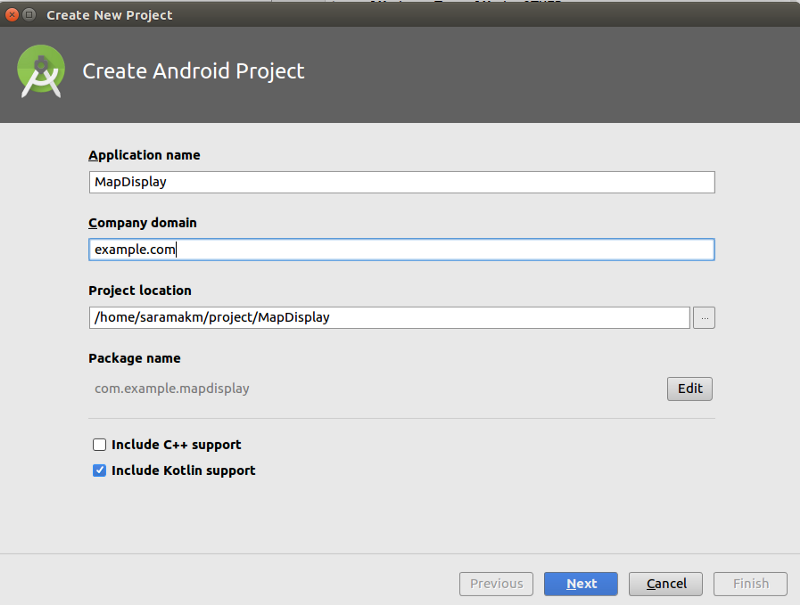 Create New Project
Create Android Project
Application name
MapDisplay
Company domain
example.com
Project location
/home/saramakm/project/MapDisplay
...
Package name
com.example.mapdisplay
Edit
Include C++ support
Include Kotlin support
Previous Next Cancel Finish